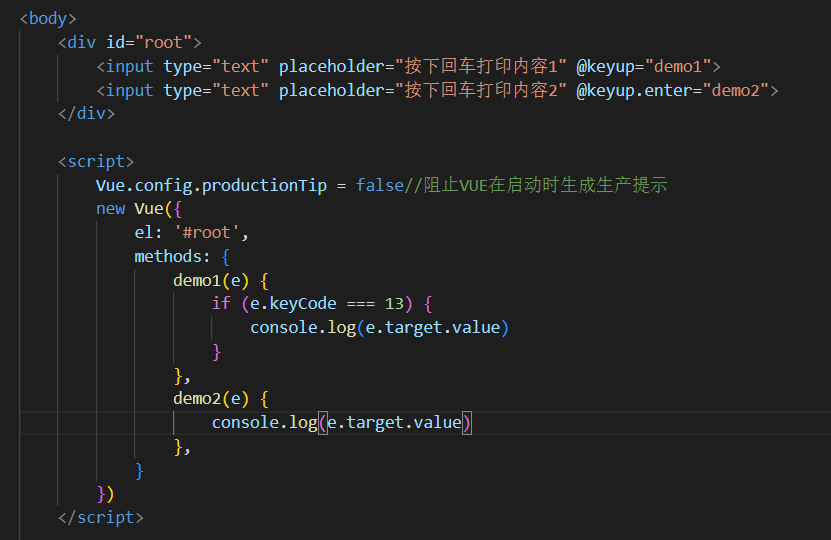 <body>
<div id="root">
<input type="text" placeholder="按下回车打印内容1" @keyup="demo1">
<input type="text" placeholder="按下回车打印内容2" @keyup.enter="demo2">
</div>
<script>
Vue.config.productionTip = false//阻止VUE在启动时生成生产提示
new Vue({
el: '#root',
methods: {
demo1(e) {
if (e.keyCode === 13) {
console.log(e.target.value)
}
},
demo2(e) {
console.log(e.target.value)
},
}
})
</script>